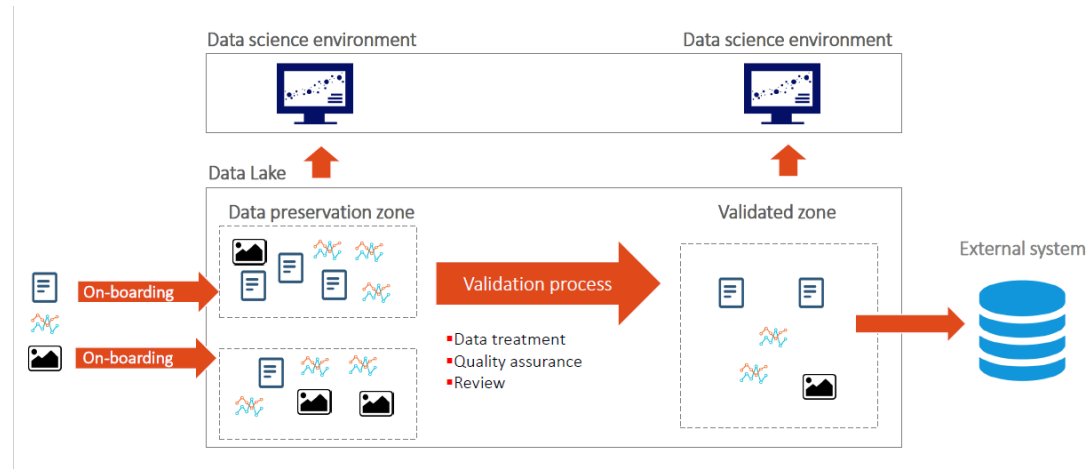 Data science environment
Data science environment
Data Lake
Data preservation zone
Validated zone
External system
On-boarding
On-boarding
Validation process
▪Data treatment
▪Quality assurance
▪Review